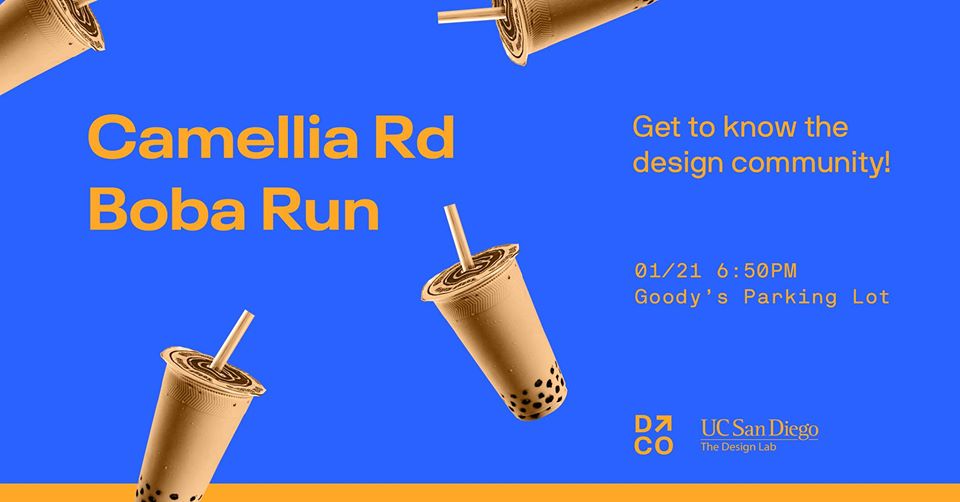 Camellia Rd
Boba Run
Get to know the
design community!
01/21 6:50PM
Goody's Parking Lot
D↗
CO
UC San Diego
The Design Lab